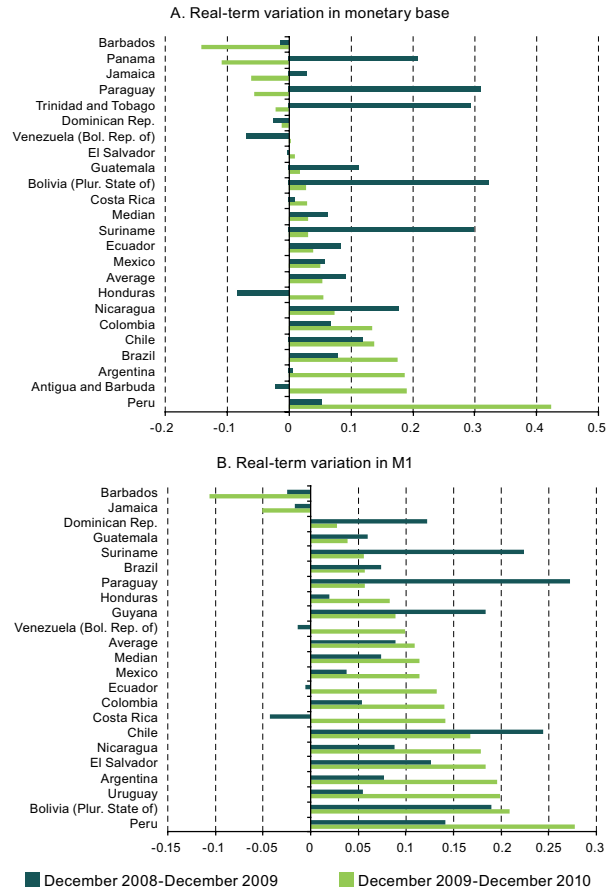 A. Real-term variation in monetary base
Barbados
Panama
Jamaica
Paraguay
Trinidad and Tobago
Dominican Rep.
Venezuela (Bol. Rep. of)
El Salvador
Guatemala
Bolivia (Plur. State of)
Costa Rica
Median
Suriname
Ecuador
Mexico
Average
Honduras
Nicaragua
Colombia
Chile
Brazil
Argentina
Antigua and Barbuda
Peru
-0.2 -0.1 0 0.1 0.2 0.3 0.4 0.5
B. Real-term variation in M1
Barbados
Jamaica
Dominican Rep.
Guatemala
Suriname
Brazil
Paraguay
Honduras
Guyana
Venezuela (Bol. Rep. of)
Average
Median
Mexico
Ecuador
Colombia
Costa Rica
Chile
Nicaragua
El Salvador
Argentina
Uruguay
Bolivia (Plur. State of)
Peru
-0.15 -0.1 -0.05 0 0.05 0.1 0.15 0.2 0.25 0.3
December 2008-December 2009 December 2009-December 2010